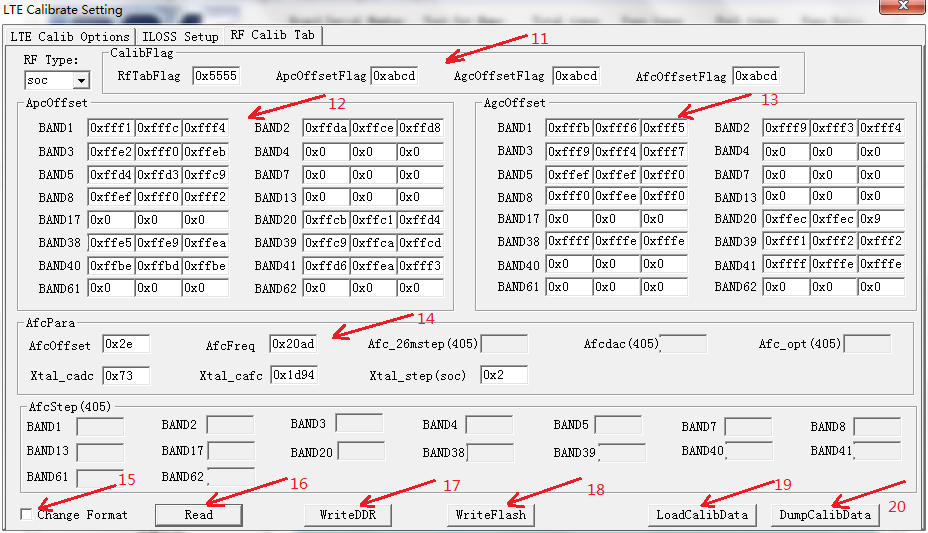 LTE Calibrate Setting
LTE Calib Options ILOSS Setup RF Calib Tab
RF Type:
soc
CalibFlag
RfTabFlag 0x5555 ApcOffsetFlag 0xabcd AgcOffsetFlag 0xabcd AfcOffsetFlag 0xabcd
11
ApcOffset
12
BAND1 0xfff1 0xfffc 0xfff4 BAND2 0xffda 0xffce 0xffd8
BAND3 0xffe2 0xfff0 0xffeb BAND4 0x0 0x0 0x0
BAND5 0xffd4 0xffd3 0xffc9 BAND7 0x0 0x0 0x0
BAND8 0xffef 0xfff0 0xfff2 BAND13 0x0 0x0 0x0
BAND17 0x0 0x0 0x0 BAND20 0xffcb 0xffc1 0xffd4
BAND38 0xffe5 0xffe9 0xffea BAND39 0xffc9 0xffca 0xffcd
BAND40 0xffbe 0xffbd 0xffbe BAND41 0xffd6 0xffea 0xfff3
BAND61 0x0 0x0 0x0 BAND62 0x0 0x0 0x0
AgcOffset
13
BAND1 0xfffb 0xfff6 0xfff5 BAND2 0xfff9 0xfff3 0xfff4
BAND3 0xfff9 0xfff4 0xfff7 BAND4 0x0 0x0 0x0
BAND5 0xffef 0xffef 0xfff0 BAND7 0x0 0x0 0x0
BAND8 0xfff0 0xffee 0xfff0 BAND13 0x0 0x0 0x0
BAND17 0x0 0x0 0x0 BAND20 0xffec 0xffec 0x9
BAND38 0xffff 0xfffe 0xfffe BAND39 0xfff1 0xfff2 0xfff2
BAND40 0x0 0x0 0x0 BAND41 0xffff 0xfffe 0xfffe
BAND61 0x0 0x0 0x0 BAND62 0x0 0x0 0x0
AfcPara
14
AfcOffset 0x2e AfcFreq 0x20ad Afc_26mstep(405) Afcdac(405) Afc_opt(405)
Xtal_cadc 0x73 Xtal_cafc 0x1d94 Xtal_step(soc) 0x2
AfcStep(405)
BAND1 BAND2 BAND3 BAND4 BAND5 BAND7 BAND8
BAND13 BAND17 BAND20 BAND38 BAND39 BAND40 BAND41
BAND61 BAND62
15 16 17 18 19 20
Change Format Read WriteDDR WriteFlash LoadCalibData DumpCalibData